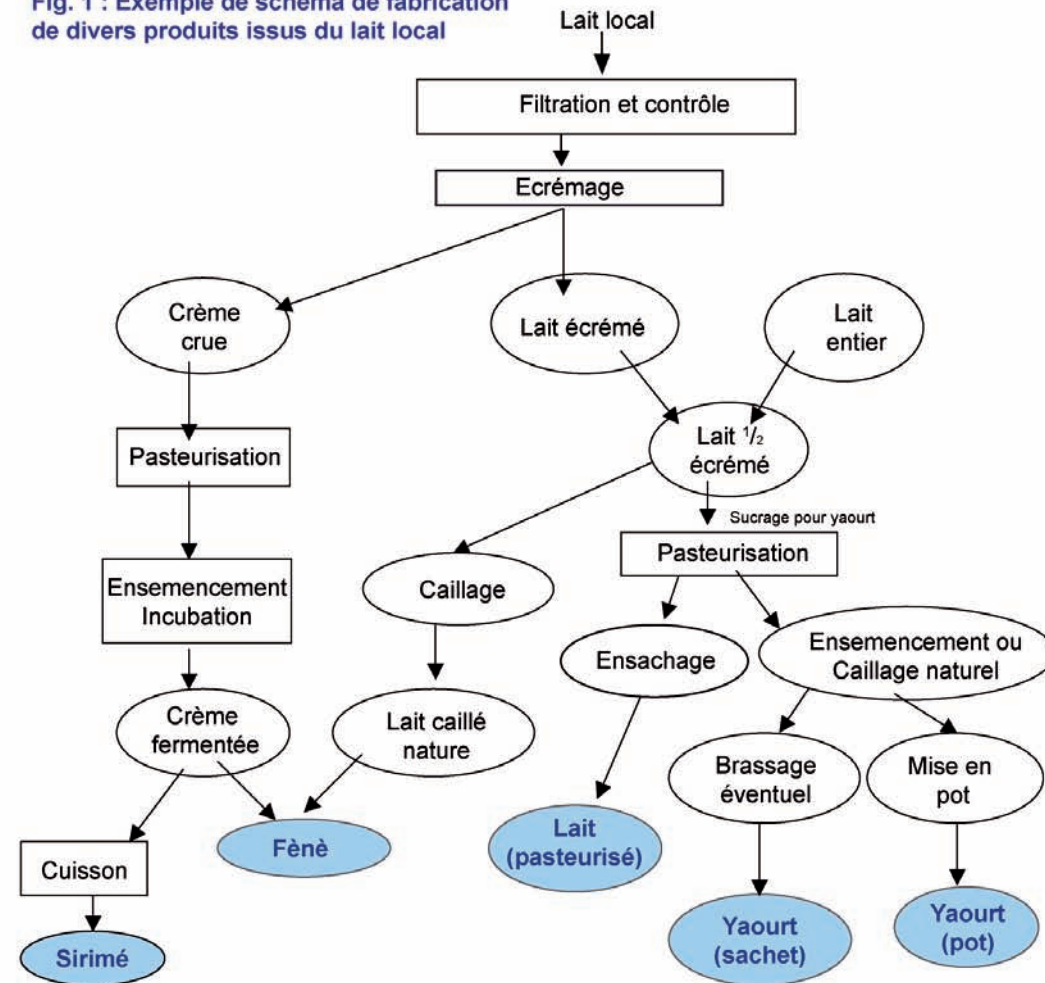 Fig. 1 : Exemple de schéma de fabrication
de divers produits issus du lait local
Lait local
Filtration et contrôle
Ecrémage
Crème
crue
Lait écrémé
Lait
entier
Lait 1/2
écrémé
Pasteurisation
Sucrage pour yaourt
Pasteurisation
Ensemencement
Incubation
Caillage
Ensachage
Ensemencement ou
Caillage naturel
Crème
fermentée
Lait caillé
nature
Brassage
éventuel
Mise en
pot
Cuisson
Fènè
Lait
(pasteurisé)
Sirimé
Yaourt
(sachet)
Yaourt
(pot)